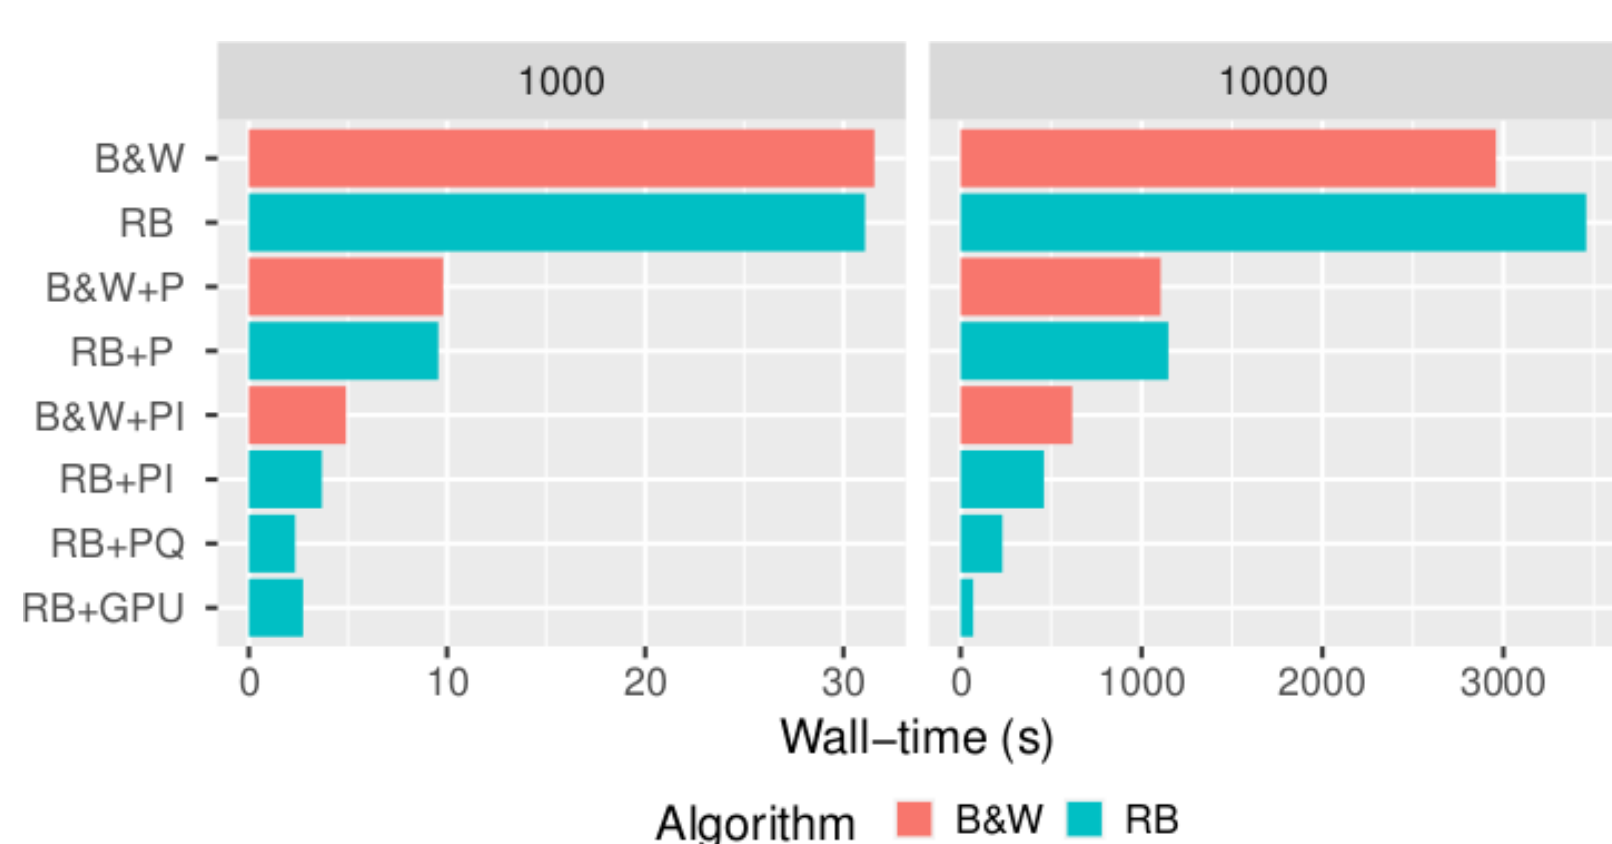 1000 10000
B&W
RB
B&W+P
RB+P
B&W+PI
RB+PI
RB+PQ
RB+GPU
0 10 20 30 0 1000 2000 3000
Wall−time (s)
Algorithm B&W RB